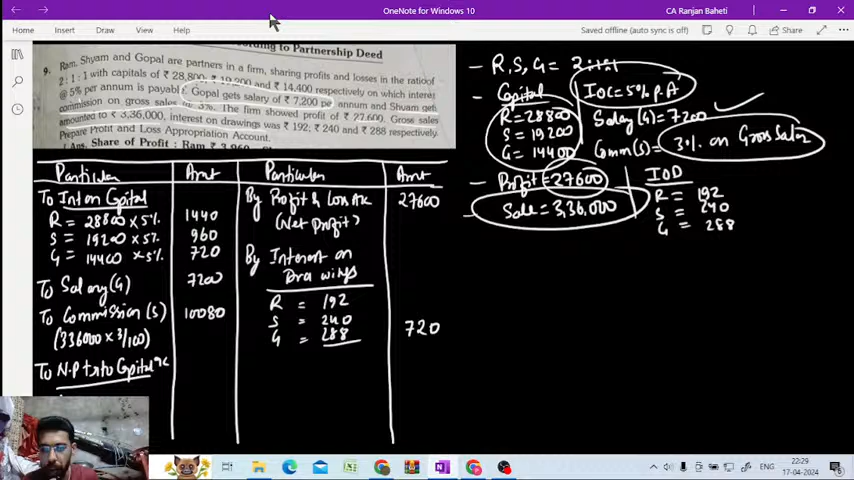 OneNote for Windows 10
CA Ranjan Baheti
Home
Insert
Draw
View
Help
Saved offline (auto sync is off)
Share
According to Partnership Deed
9. Ram, Shyam and Gopal are partners in a firm, sharing profits and losses in the ratio of
2 : 1 : 1 with capitals of ₹ 28,800, ₹ 19,200 and ₹ 14,400 respectively on which interest
@ 5% per annum is payable. Gopal gets salary of ₹ 7,200 per annum and Shyam gets
commission on gross sales @ 3%. The firm showed profit of ₹ 27,600. Gross sales
amounted to ₹ 3,36,000, interest on drawings was ₹ 192; ₹ 240 and ₹ 288 respectively.
Prepare Profit and Loss Appropriation Account.
[Ans. Share of Profit: Ram ₹ 3,960
- R, S, G = 2:1:1
- Capital
R = 28800
S = 19200
G = 14400
IOC = 5% p.A
Salary (G) = 7200
Comm (S) = 3% on Gross Sales
- Profit = 27600
- Sale = 3,36,000
IOD
R = 192
S = 240
G = 288
Particular Amt Particular Amt
To Int on Capital
R = 28800 x 5% 1440
S = 19200 x 5% 960
G = 14400 x 5% 720
To Salary (G) 7200
To Commission (S) 10080
(336000 x 3/100)
To N.P trf to Capital a/c
By Profit & Loss A/c 27600
(Net profit)
By Interest on
Drawings
R = 192
S = 240
G = 288 720
ENG
22:29
17-04-2024